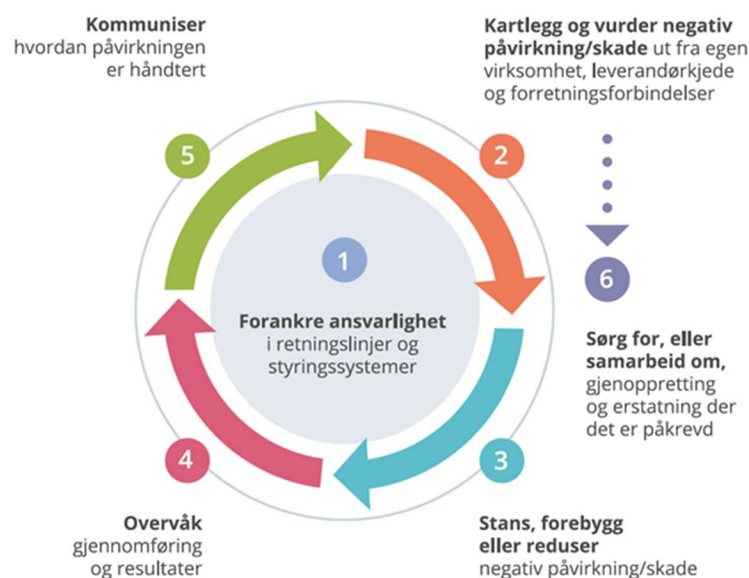 Kommuniser
hvordan påvirkningen
er håndtert
Kartlegg og vurder negativ
påvirkning/skade ut fra egen
virksomhet, leverandørkjede
og forretningsforbindelser
5
2
1
Forankre ansvarlighet
i retningslinjer og
styringssystemer
6
Sørg for, eller
samarbeid om,
gjenoppretting
og erstatning der
det er påkrevd
4
3
Overvåk
gjennomføring
og resultater
Stans, forebygg
eller reduser
negativ påvirkning/skade